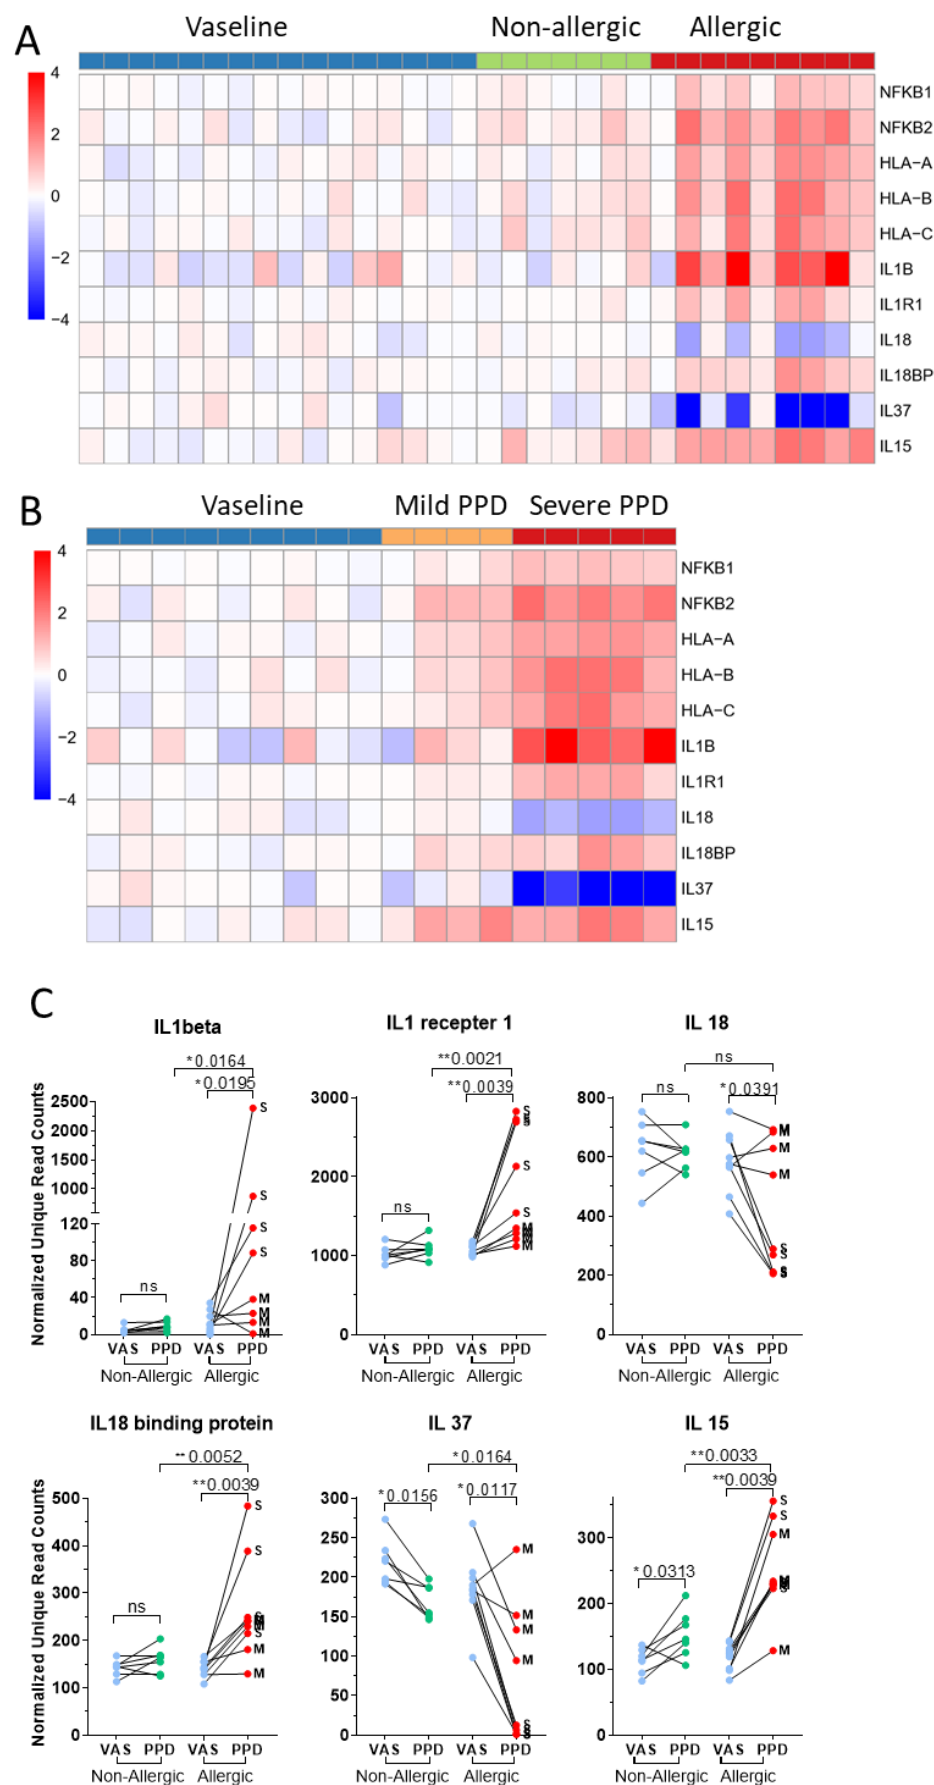 A
Vaseline Non-allergic Allergic
4
2
0
−2
−4
NFKB1
NFKB2
HLA−A
HLA−B
HLA−C
IL1B
IL1R1
IL18
IL18BP
IL37
IL15
B
Vaseline Mild PPD Severe PPD
4
2
0
−2
−4
NFKB1
NFKB2
HLA−A
HLA−B
HLA−C
IL1B
IL1R1
IL18
IL18BP
IL37
IL15
C
IL1beta
*0.0164
*0.0195
Normalized Unique Read Counts
2500
2000
1500
1000
120
80
40
0
ns
S
S
S
S
M
M
M
M
VAS PPD VAS PPD
Non-Allergic Allergic
IL1 recepter 1
**0.0021
**0.0039
3000
2000
1000
0
ns
S
S
S
M
M
VAS PPD VAS PPD
Non-Allergic Allergic
IL 18
ns
ns
*0.0391
800
600
400
200
0
M
M
M
S
S
S
VAS PPD VAS PPD
Non-Allergic Allergic
IL18 binding protein
** 0.0052
**0.0039
Normalized Unique Read Counts
500
400
300
200
100
0
ns
S
S
S
M
M
VAS PPD VAS PPD
Non-Allergic Allergic
IL 37
*0.0164
*0.0156
*0.0117
300
250
200
150
100
50
0
M
M
M
M
S
S
VAS PPD VAS PPD
Non-Allergic Allergic
IL 15
**0.0033
**0.0039
*0.0313
300
200
100
0
S
S
M
M
VAS PPD VAS PPD
Non-Allergic Allergic